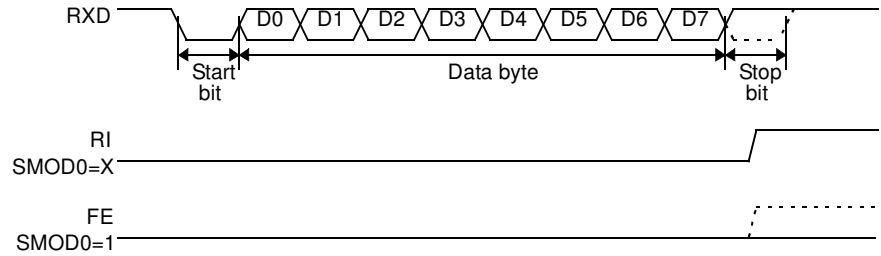 RXD D0 D1 D2 D3 D4 D5 D6 D7
Start bit
Data byte
Stop bit
RI
SMOD0=X
FE
SMOD0=1